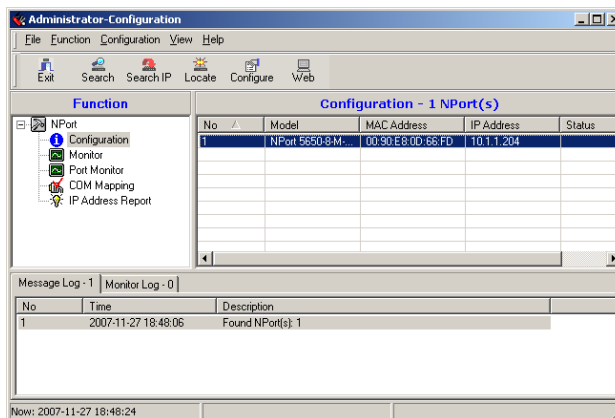 Administrator-Configuration
File Function Configuration View Help
Exit Search Search IP Locate Configure Web
Function
NPort
Configuration
Monitor
Port Monitor
COM Mapping
IP Address Report
Configuration - 1 NPort(s)
No Model MAC Address IP Address Status
1 NPort 5650-8-M-... 00:90:E8:0D:66:FD 10.1.1.204
Message Log - 1 Monitor Log - 0
No Time Description
1 2007-11-27 18:48:06 Found NPort(s): 1
Now: 2007-11-27 18:48:24